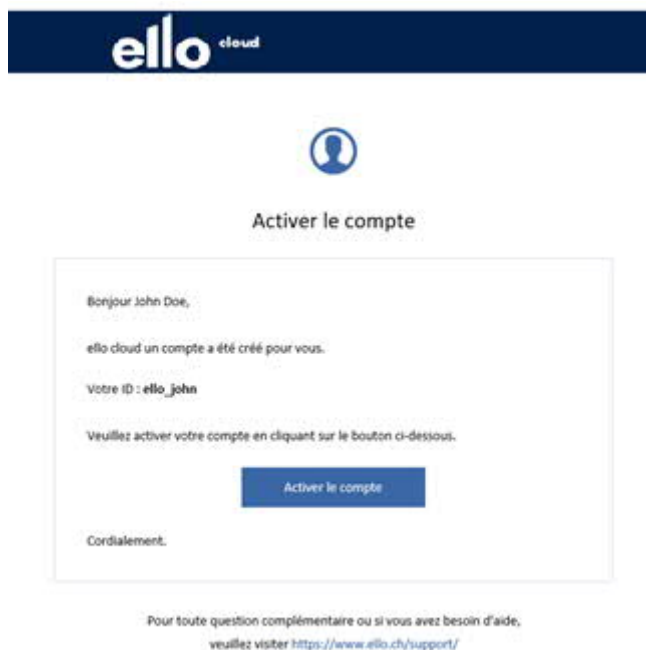 ello cloud
Activer le compte
Bonjour John Doe,
ello cloud un compte a été créé pour vous.
Votre ID : ello_john
Veuillez activer votre compte en cliquant sur le bouton ci-dessous.
Activer le compte
Cordialement.
Pour toute question complémentaire ou si vous avez besoin d'aide,
veuillez visiter https://www.ello.ch/support/